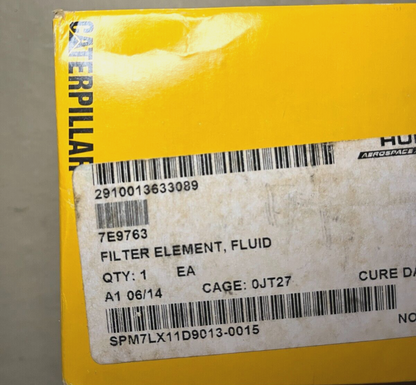 CATERPILLAR
AEROSPACE
2910013633089
7E9763
FILTER ELEMENT, FLUID
QTY: 1 EA
A1 06/14 CAGE: 0JT27 CURE DA
SPM7LX11D9013-0015
NO